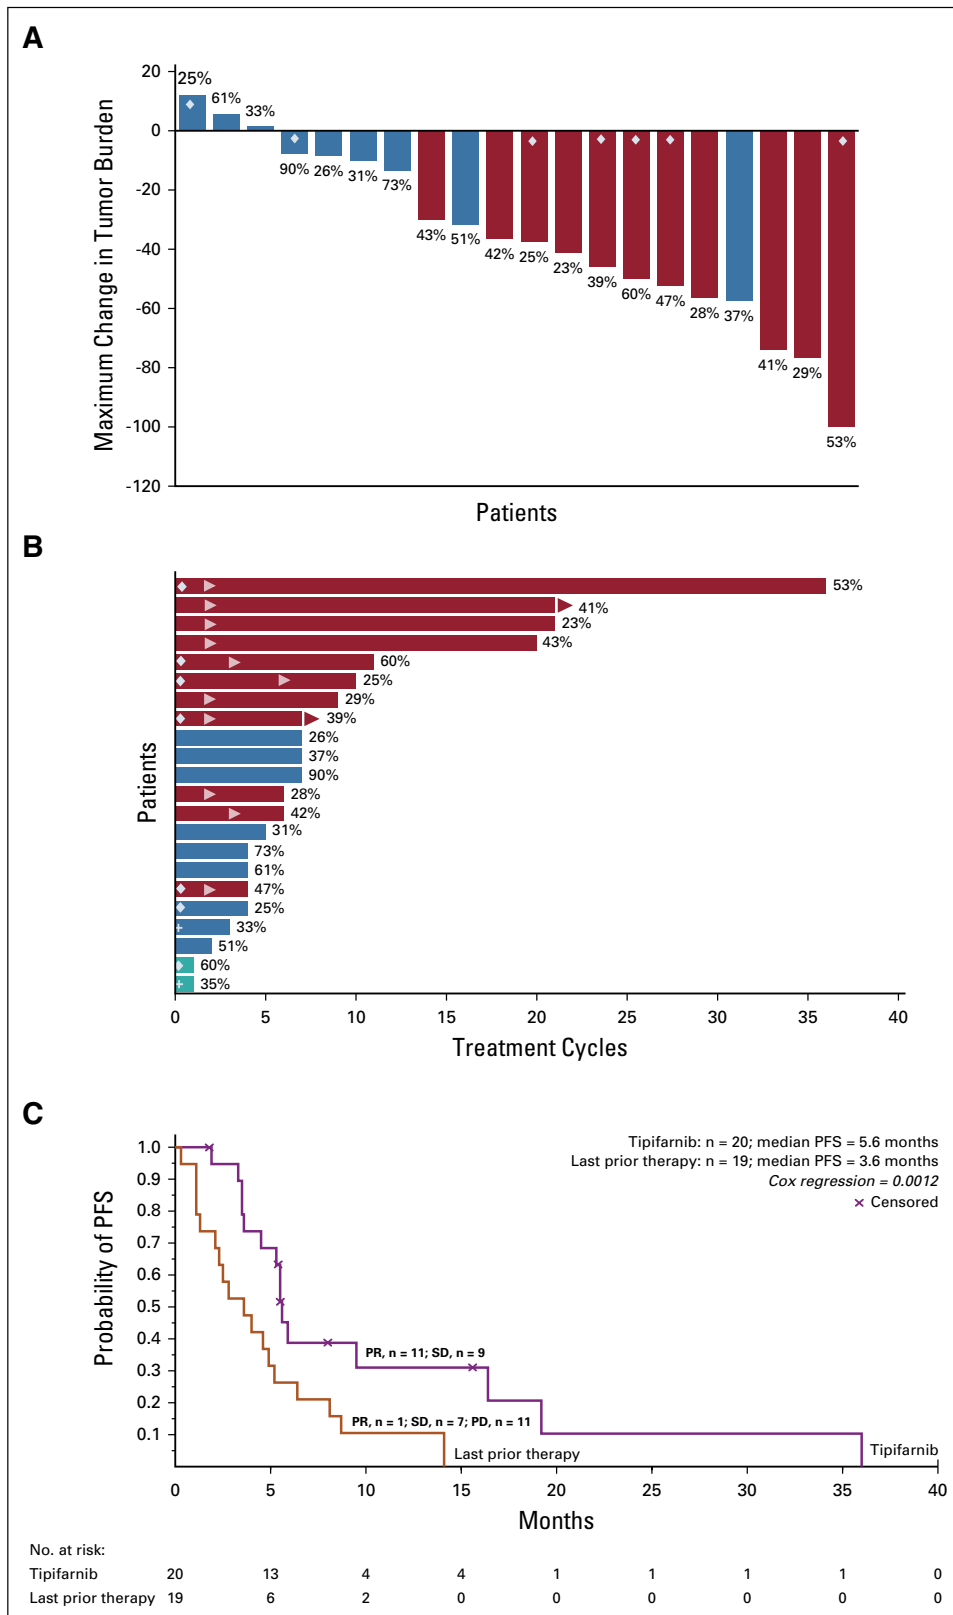 A
Maximum Change in Tumor Burden
20
0
-20
-40
-60
-80
-100
-120
25%
61%
33%
90%
26%
31%
73%
43%
51%
42%
25%
23%
39%
60%
47%
28%
37%
41%
29%
53%
Patients
B
Patients
53%
41%
23%
43%
60%
25%
29%
39%
26%
37%
90%
28%
42%
31%
73%
61%
47%
25%
33%
51%
60%
35%
0 5 10 15 20 25 30 35 40
Treatment Cycles
C
Probability of PFS
1.0
0.9
0.8
0.7
0.6
0.5
0.4
0.3
0.2
0.1
Tipifarnib: n = 20; median PFS = 5.6 months
Last prior therapy: n = 19; median PFS = 3.6 months
Cox regression = 0.0012
× Censored
PR, n = 11; SD, n = 9
PR, n = 1; SD, n = 7; PD, n = 11
Last prior therapy
Tipifarnib
0 5 10 15 20 25 30 35 40
Months
No. at risk:
Tipifarnib 20 13 4 4 1 1 1 1 0
Last prior therapy 19 6 2 0 0 0 0 0 0